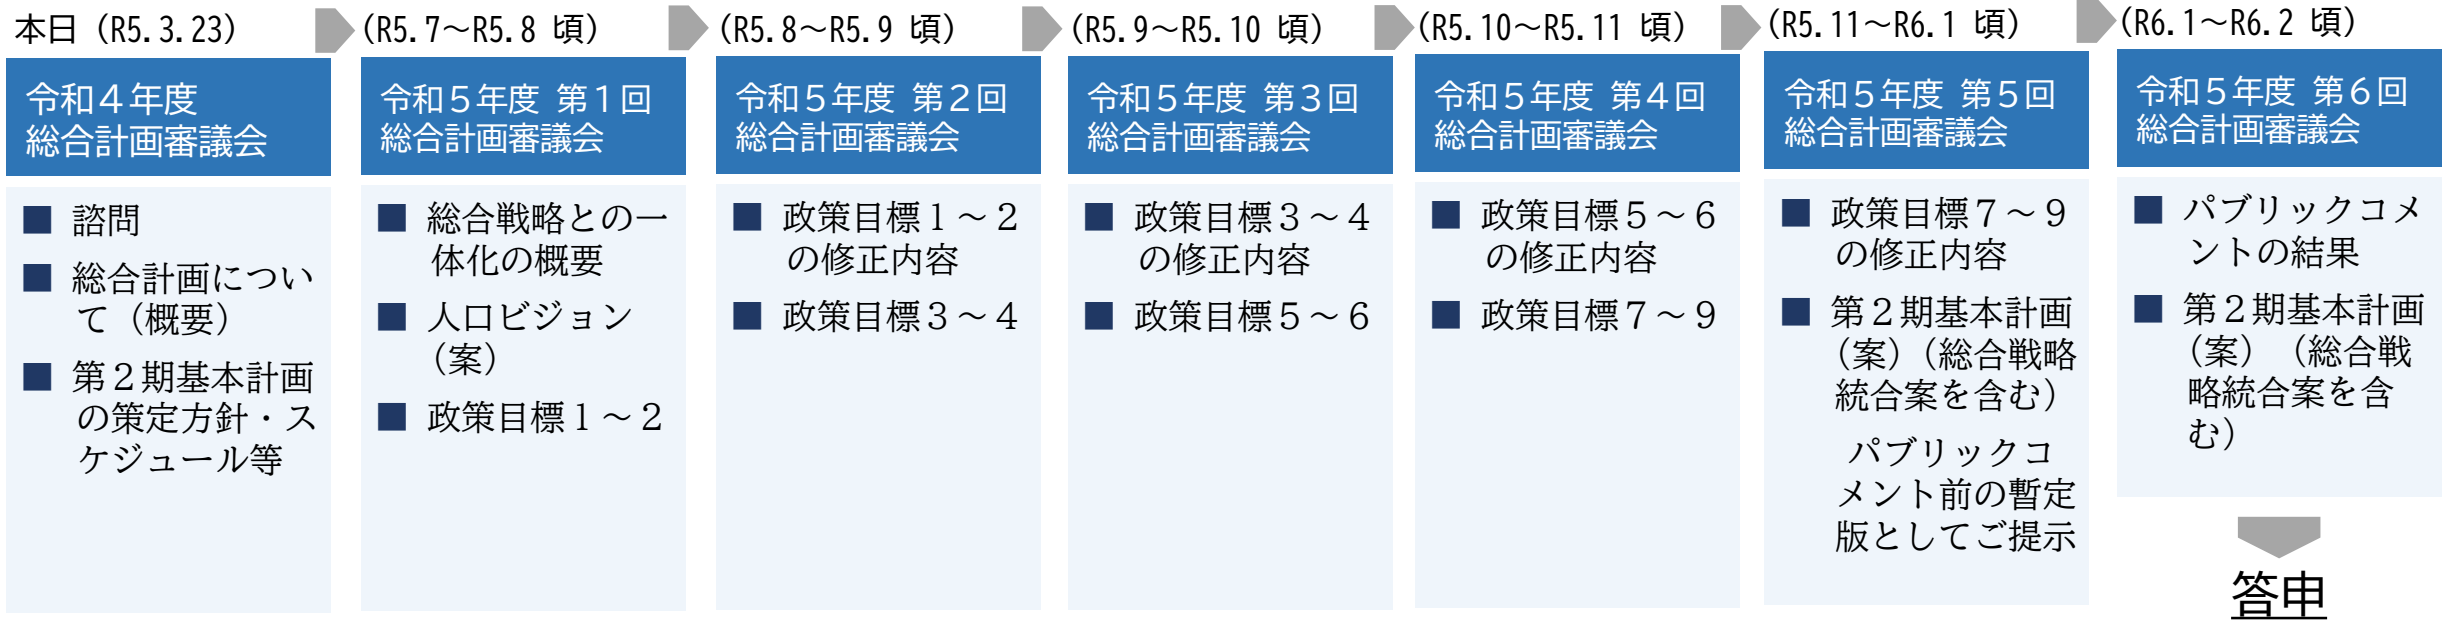 本日（R5.3.23）
令和４年度
総合計画審議会
■ 諮問
■ 総合計画につい
て（概要）
■ 第２期基本計画
の策定方針・ス
ケジュール等
（R5.7～R5.8 頃）
令和５年度 第１回
総合計画審議会
■ 総合戦略との一
体化の概要
■ 人口ビジョン
（案）
■ 政策目標１～２
（R5.8～R5.9 頃）
令和５年度 第２回
総合計画審議会
■ 政策目標１～２
の修正内容
■ 政策目標３～４
（R5.9～R5.10 頃）
令和５年度 第３回
総合計画審議会
■ 政策目標３～４
の修正内容
■ 政策目標５～６
（R5.10～R5.11 頃）
令和５年度 第４回
総合計画審議会
■ 政策目標５～６
の修正内容
■ 政策目標７～９
（R5.11～R6.1 頃）
令和５年度 第５回
総合計画審議会
■ 政策目標７～９
の修正内容
■ 第２期基本計画
（案）（総合戦略
統合案を含む）
パブリックコ
メント前の暫定
版としてご提示
（R6.1～R6.2 頃）
令和５年度 第６回
総合計画審議会
■ パブリックコメ
ントの結果
■ 第２期基本計画
（案）（総合戦
略統合案を含
む）
答申